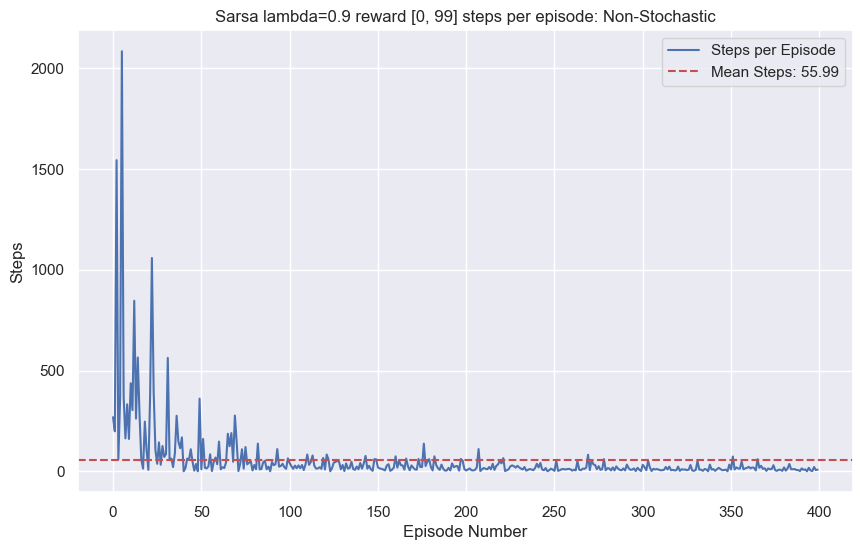 Sarsa lambda=0.9 reward [0, 99] steps per episode: Non-Stochastic
Steps per Episode
Mean Steps: 55.99
Steps
2000
1500
1000
500
0
0 50 100 150 200 250 300 350 400
Episode Number